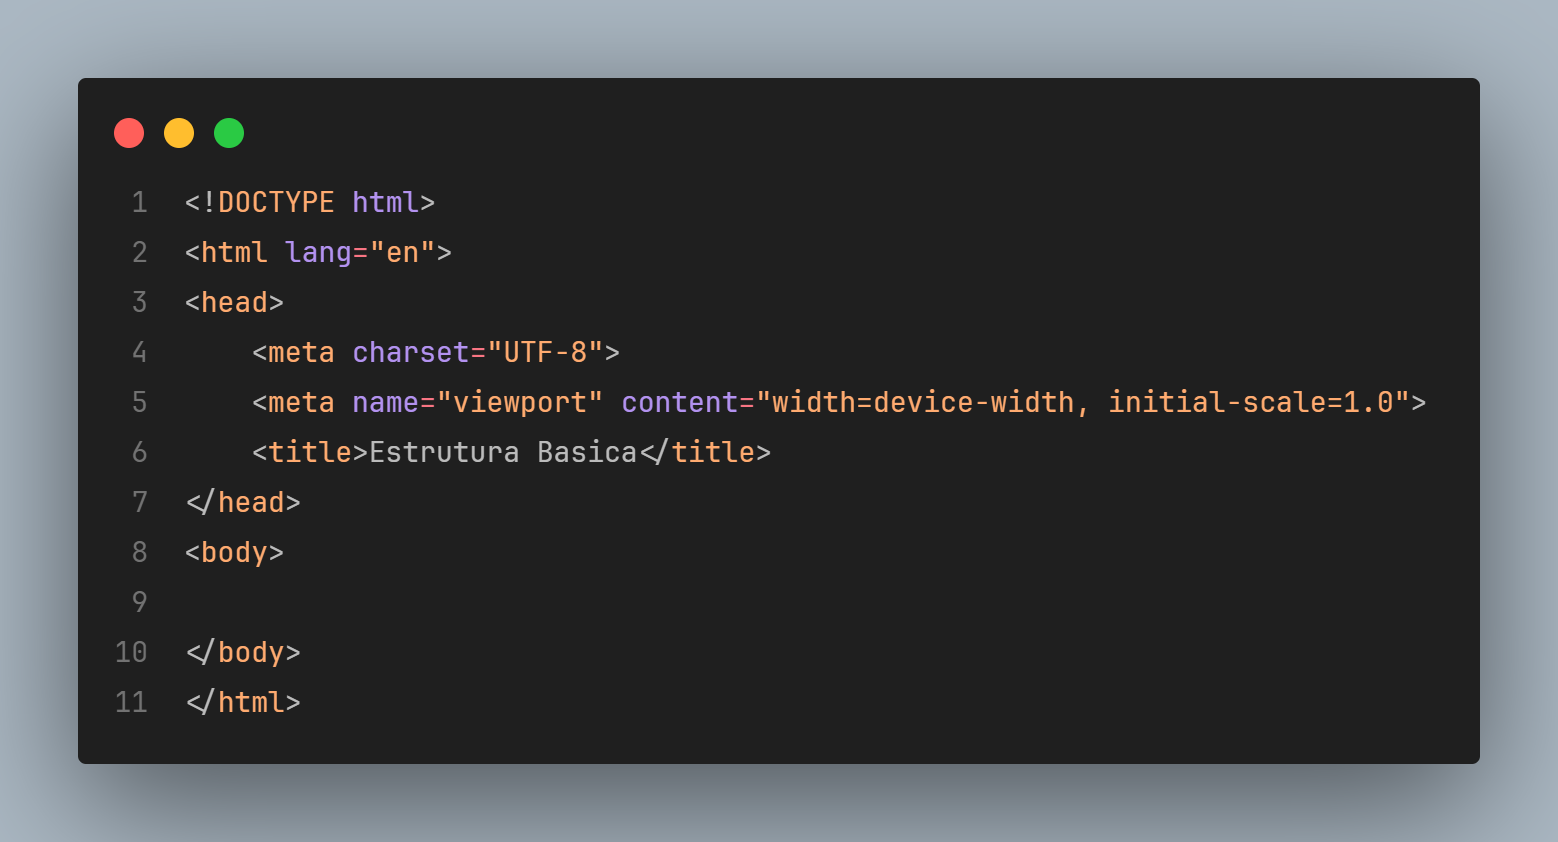 1 <!DOCTYPE html>
2 <html lang="en">
3 <head>
4     <meta charset="UTF-8">
5     <meta name="viewport" content="width=device-width, initial-scale=1.0">
6     <title>Estrutura Basica</title>
7 </head>
8 <body>
9
10 </body>
11 </html>